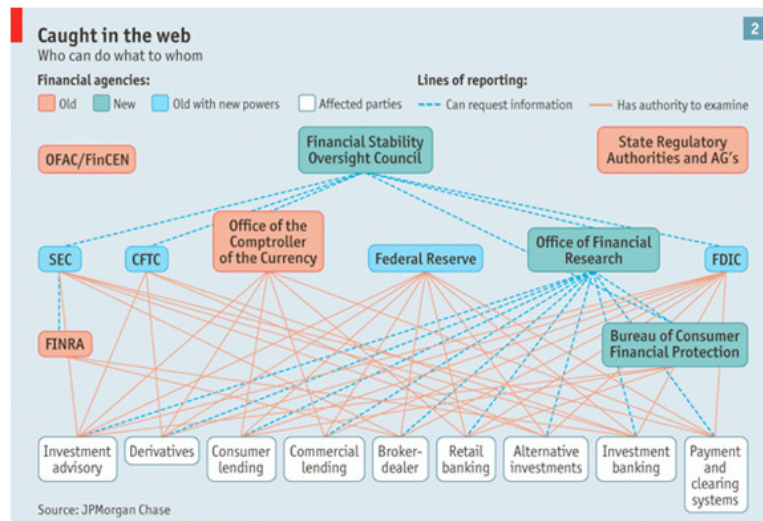 2
Caught in the web
Who can do what to whom
Financial agencies:
Lines of reporting:
Old
New
Old with new powers
Affected parties
Can request information
Has authority to examine
OFAC/FinCEN
Financial Stability
Oversight Council
State Regulatory
Authorities and AG's
SEC
CFTC
Office of the
Comptroller
of the Currency
Federal Reserve
Office of Financial
Research
FDIC
FINRA
Bureau of Consumer
Financial Protection
Investment
advisory
Derivatives
Consumer
lending
Commercial
lending
Broker-
dealer
Retail
banking
Alternative
investments
Investment
banking
Payment
and
clearing
systems
Source: JPMorgan Chase